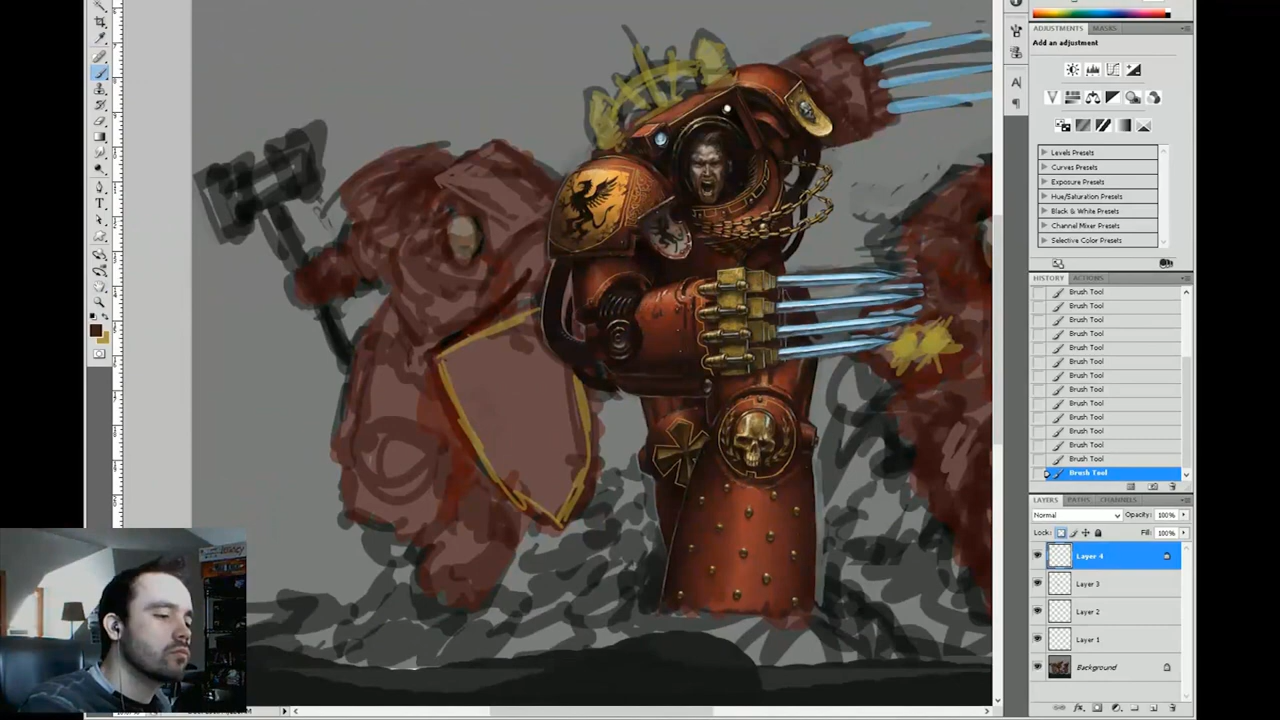 ADJUSTMENTS MASKS
Add an adjustment
Levels Presets
Curves Presets
Exposure Presets
Hue/Saturation Presets
Black & White Presets
Channel Mixer Presets
Selective Color Presets
HISTORY ACTIONS
Brush Tool
Brush Tool
Brush Tool
Brush Tool
Brush Tool
Brush Tool
Brush Tool
Brush Tool
Brush Tool
Brush Tool
Brush Tool
Brush Tool
Brush Tool
Brush Tool
LAYERS PATHS CHANNELS
Normal Opacity: 100%
Lock: Fill: 100%
Layer 4
Layer 3
Layer 2
Layer 1
Background